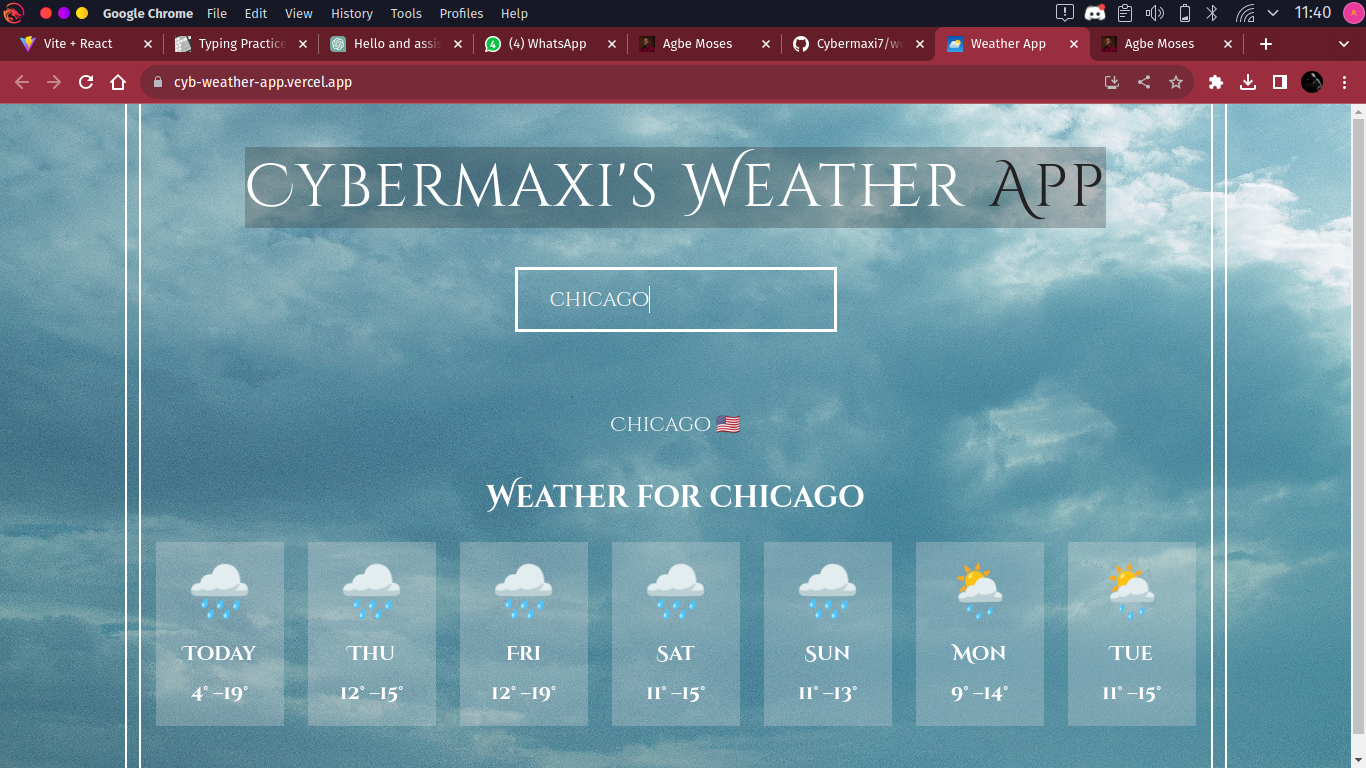 Google Chrome File Edit View History Tools Profiles Help 11:40
Vite + React Typing Practice Hello and assis 4 (4) WhatsApp Agbe Moses Cybermaxi7/we Weather App Agbe Moses
cyb-weather-app.vercel.app
Cybermaxi's Weather App
CHICAGO
Chicago 🇺🇸
Weather for chicago
Today Thu Fri Sat Sun Mon Tue
4° –19° 12° –15° 12° –19° 11° –15° 11° –13° 9° –14° 11° –15°